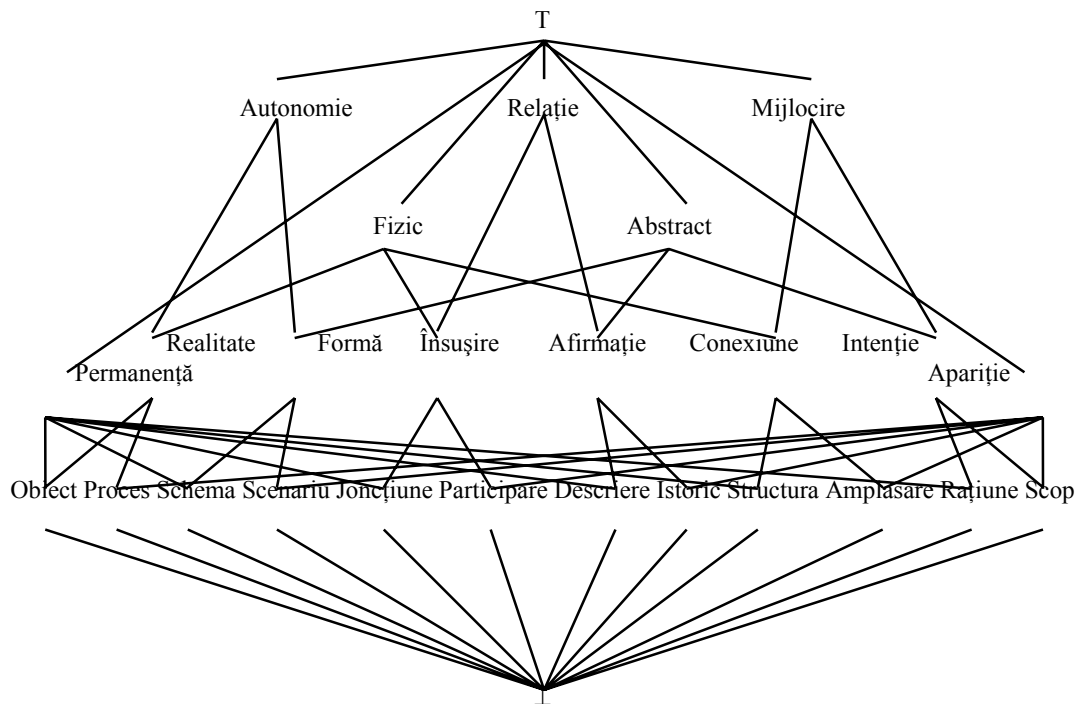 T
Autonomie Relație Mijlocire
Fizic Abstract
Realitate Formă Însușire Afirmație Conexiune Intenție
Permanență Apariție
Obiect Proces Schema Scenariu Joncțiune Participare Descriere Istoric Structura Amplasare Rațiune Scop
⊥